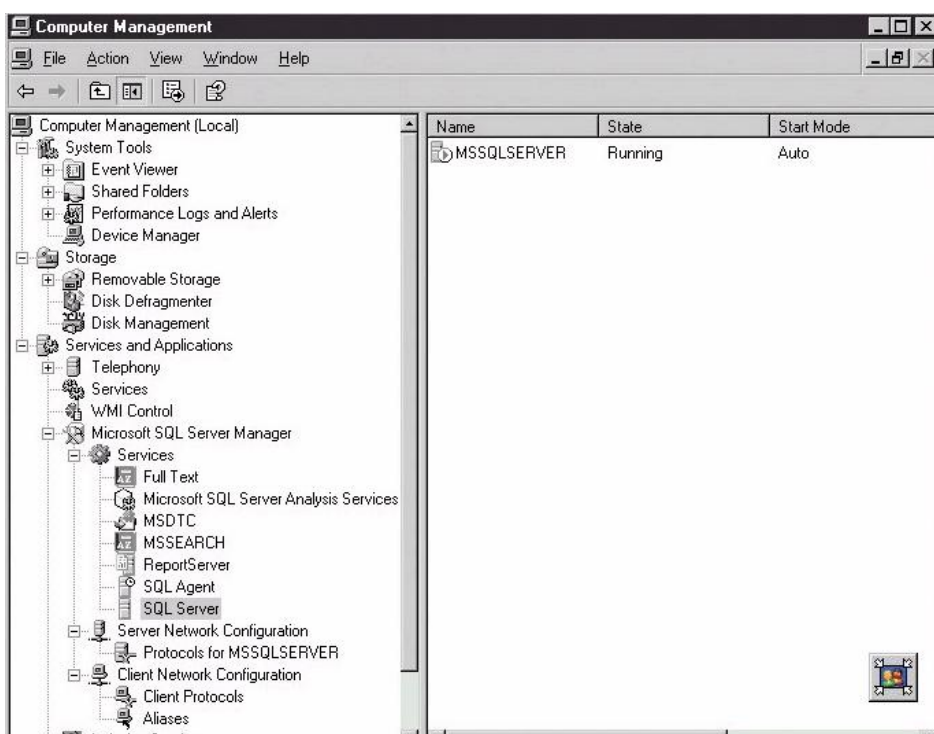 Computer Management
File Action View Window Help
Computer Management (Local)
System Tools
Event Viewer
Shared Folders
Performance Logs and Alerts
Device Manager
Storage
Removable Storage
Disk Defragmenter
Disk Management
Services and Applications
Telephony
Services
WMI Control
Microsoft SQL Server Manager
Services
Full Text
Microsoft SQL Server Analysis Services
MSDTC
MSSEARCH
ReportServer
SQL Agent
SQL Server
Server Network Configuration
Protocols for MSSQLSERVER
Client Network Configuration
Client Protocols
Aliases
Name State Start Mode
MSSQLSERVER Running Auto